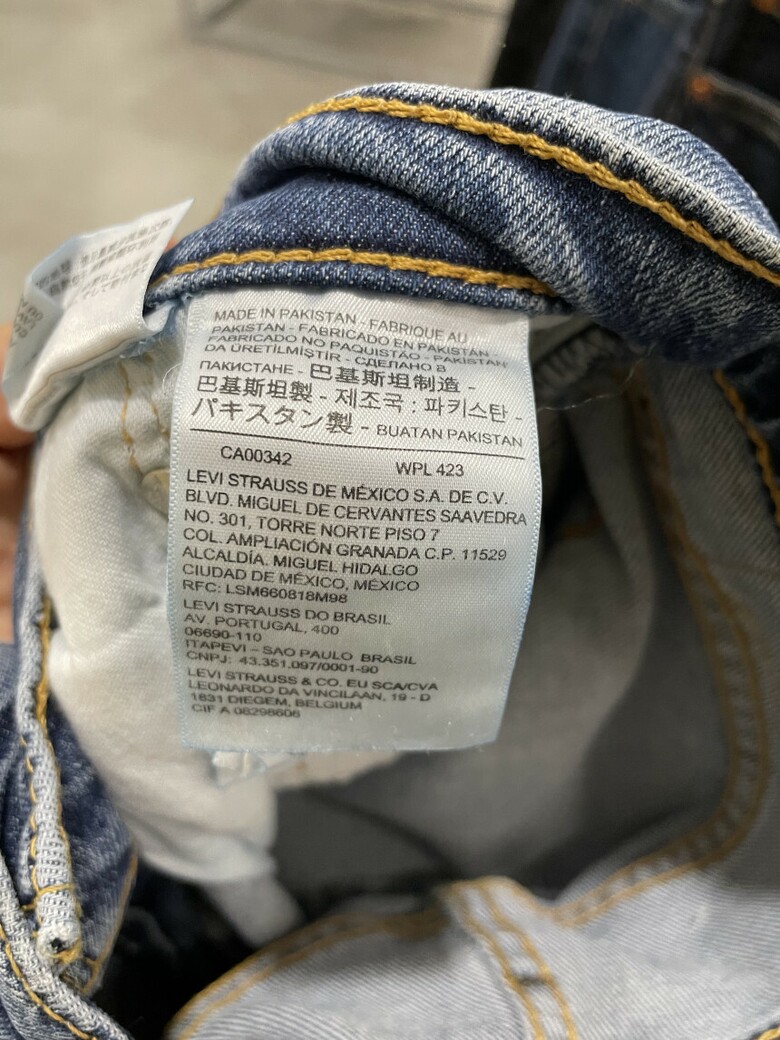 MADE IN PAKISTAN - FABRIQUE AU
PAKISTAN - FABRICADO EN PAKISTÁN
FABRICADO NO PAQUISTÃO - PAKISTAN
DA ÜRETİLMİŞTİR - СДЕЛАНО В
ПАКИСТАНЕ - 巴基斯坦制造 -
巴基斯坦製 - 제조국 : 파키스탄 -
パキスタン製 - BUATAN PAKISTAN
CA00342 WPL 423
LEVI STRAUSS DE MÉXICO S.A. DE C.V.
BLVD. MIGUEL DE CERVANTES SAAVEDRA
NO. 301, TORRE NORTE PISO 7
COL. AMPLIACIÓN GRANADA C.P. 11529
ALCALDÍA. MIGUEL HIDALGO
CIUDAD DE MÉXICO, MÉXICO
RFC: LSM660818M98
LEVI STRAUSS DO BRASIL
AV. PORTUGAL, 400
06690-110
ITAPEVI – SAO PAULO BRASIL
CNPJ: 43.351.097/0001-90
LEVI STRAUSS & CO. EU SCA/CVA
LEONARDO DA VINCILAAN, 19 - D
1831 DIEGEM, BELGIUM
CIF A 08298606